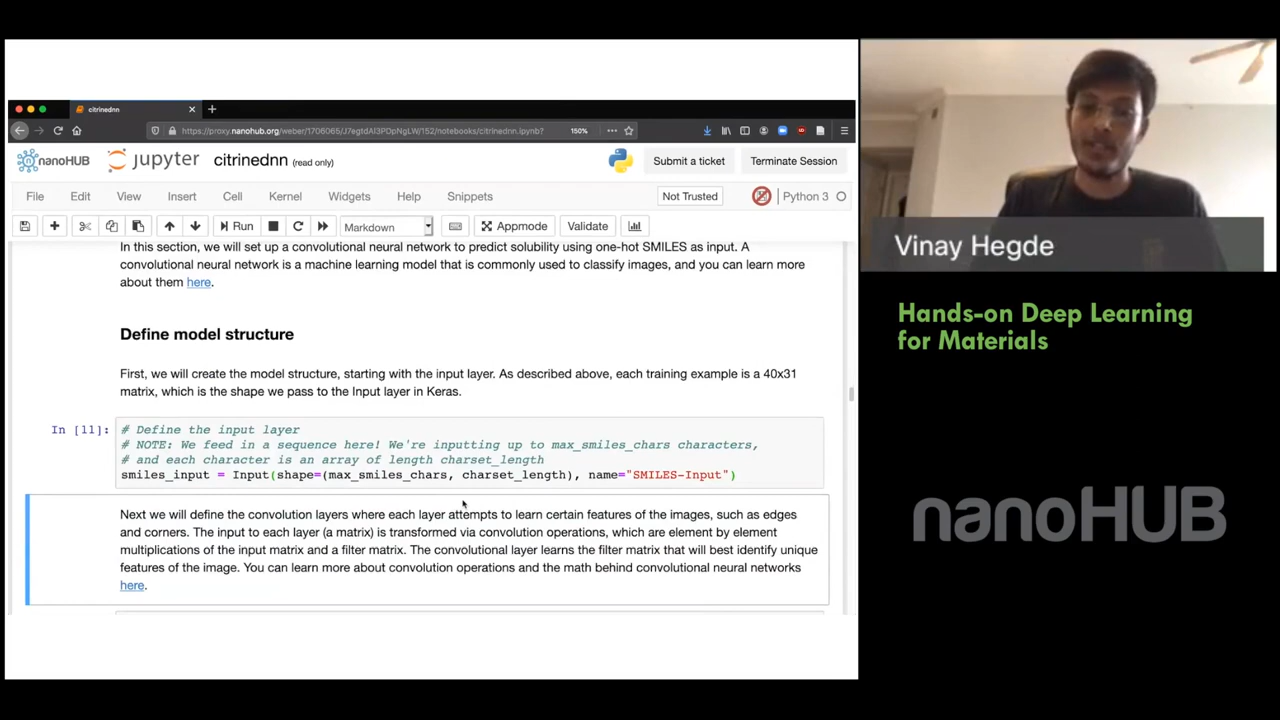 citrinednn
https://proxy.nanohub.org/weber/1706065/J7egtdAI3PDpNgLW/152/notebooks/citrinednn.ipynb?
150%
nanoHUB
jupyter
citrinednn
(read only)
Submit a ticket
Terminate Session
File
Edit
View
Insert
Cell
Kernel
Widgets
Help
Snippets
Not Trusted
Python 3
Run
Markdown
Appmode
Validate
In this section, we will set up a convolutional neural network to predict solubility using one-hot SMILES as input. A
convolutional neural network is a machine learning model that is commonly used to classify images, and you can learn more
about them here.
Define model structure
First, we will create the model structure, starting with the input layer. As described above, each training example is a 40x31
matrix, which is the shape we pass to the Input layer in Keras.
In [11]:
# Define the input layer
# NOTE: We feed in a sequence here! We're inputting up to max_smiles_chars characters,
# and each character is an array of length charset_length
smiles_input = Input(shape=(max_smiles_chars, charset_length), name="SMILES-Input")
Next we will define the convolution layers where each layer attempts to learn certain features of the images, such as edges
and corners. The input to each layer (a matrix) is transformed via convolution operations, which are element by element
multiplications of the input matrix and a filter matrix. The convolutional layer learns the filter matrix that will best identify unique
features of the image. You can learn more about convolution operations and the math behind convolutional neural networks
here.
Vinay Hegde
Hands-on Deep Learning
for Materials
nanoHUB